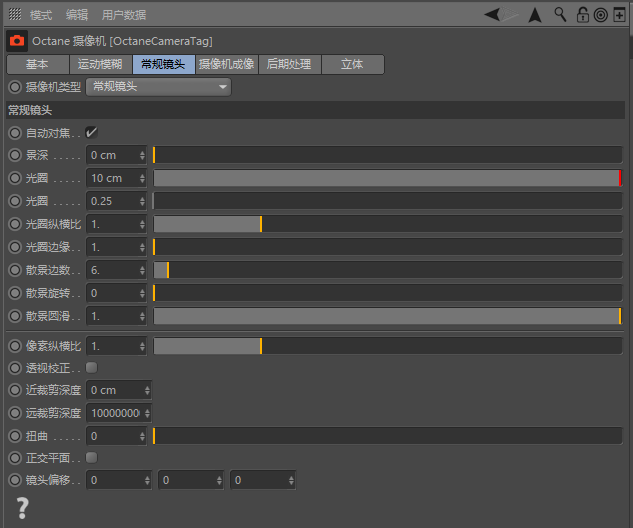 模式 编辑 用户数据
Octane 摄像机 [OctaneCameraTag]
基本 运动模糊 常规镜头 摄像机成像 后期处理 立体
摄像机类型 常规镜头
常规镜头
自动对焦 . . ✓
景深 . . . . . 0 cm
光圈 . . . . . 10 cm
光圈 . . . . . 0.25
光圈纵横比 1.
光圈边缘 . . 1.
散景边数 . . 6.
散景旋转 . . 0
散景圆滑 . . 1.
像素纵横比 1.
透视校正 . .
近裁剪深度 0 cm
远裁剪深度 10000000
扭曲 . . . . . 0
正交平面 . .
镜头偏移 . . 0 0 0
?